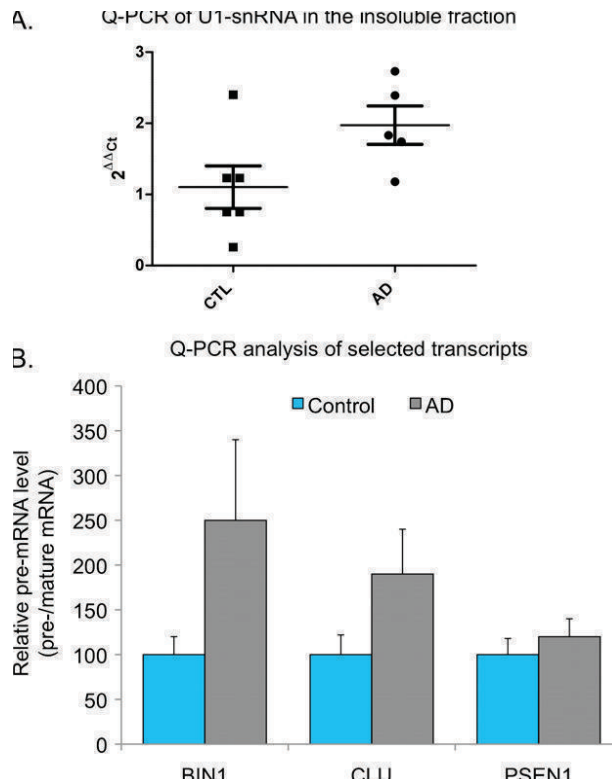 A.
Q-PCR of U1-snRNA in the insoluble fraction
3
2
1
0
2^ΔΔCt
CTL
AD
B.
Q-PCR analysis of selected transcripts
Control
AD
400
350
300
250
200
150
100
50
0
Relative pre-mRNA level
(pre-/mature mRNA)
BIN1
CLU
PSEN1